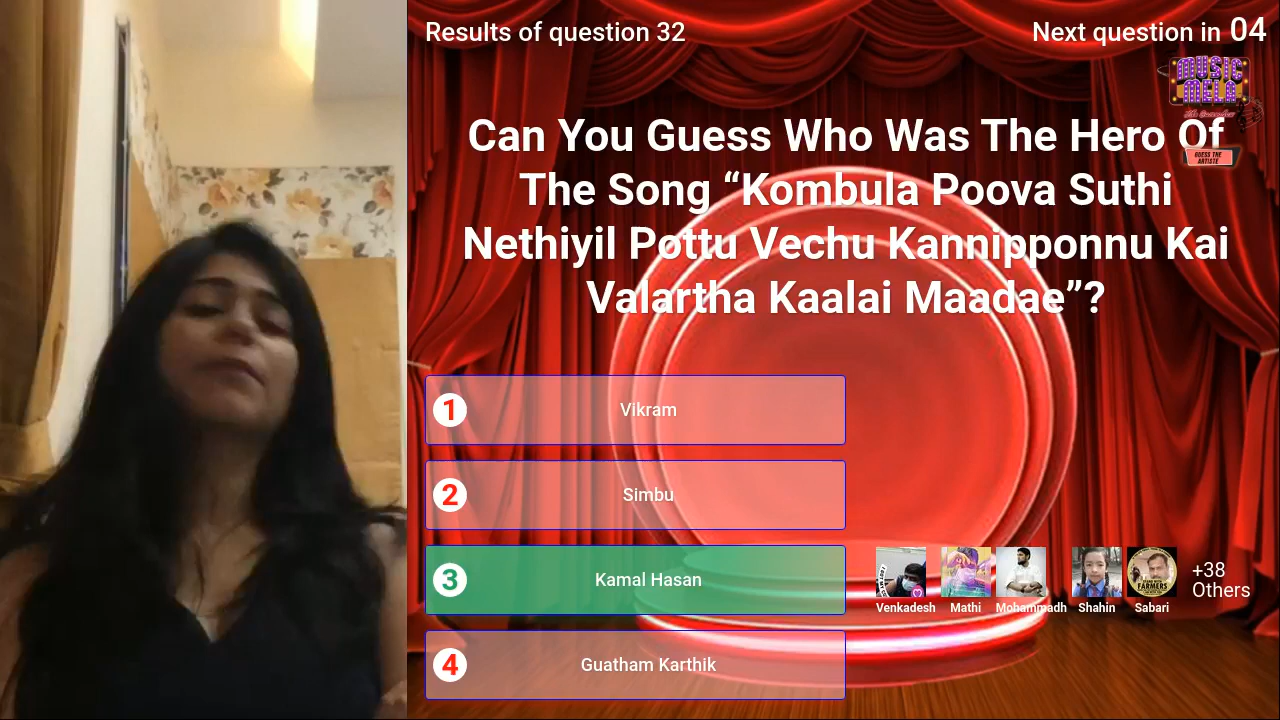 Results of question 32
Next question in 04
MUSIC
MELA
GUESS THE
ARTISTE
Can You Guess Who Was The Hero Of
The Song “Kombula Poova Suthi
Nethiyil Pottu Vechu Kannipponnu Kai
Valartha Kaalai Maadae”?
1 Vikram
2 Simbu
3 Kamal Hasan
4 Guatham Karthik
+38
Others
Venkadesh Mathi Mohammadh Shahin Sabari
FARMERS